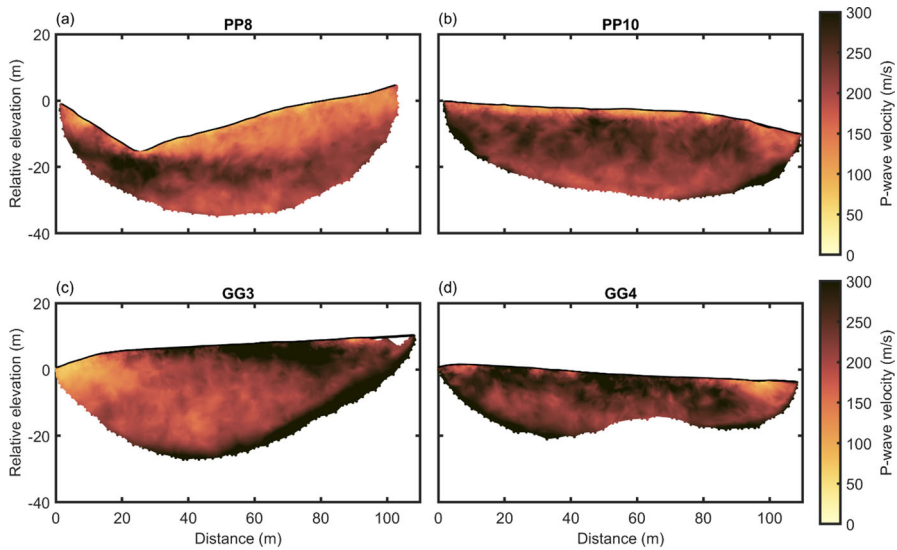 (a)
PP8
(b)
PP10
300
250
200
150
100
50
0
P-wave velocity (m/s)
20
0
-20
-40
Relative elevation (m)
(c)
GG3
(d)
GG4
300
250
200
150
100
50
0
P-wave velocity (m/s)
20
0
-20
-40
Relative elevation (m)
0 20 40 60 80 100
0 20 40 60 80 100
Distance (m)
Distance (m)